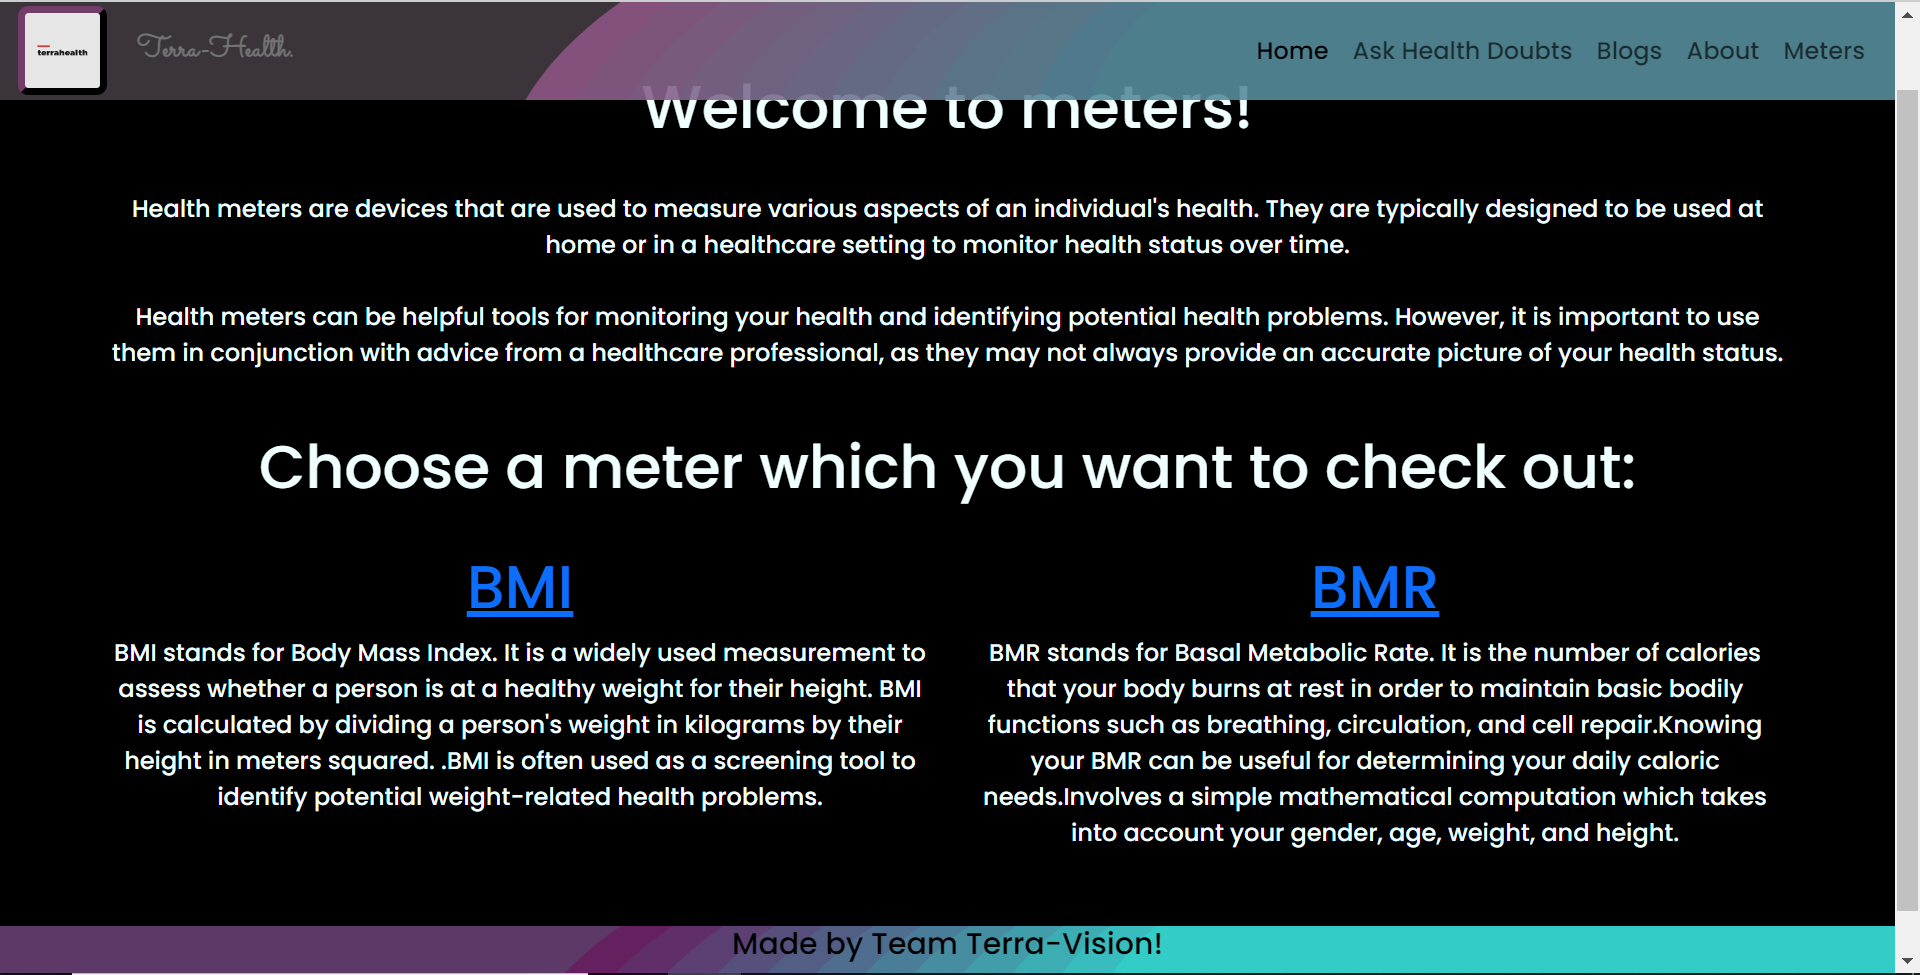 terrahealth
Terra-Health.
Home Ask Health Doubts Blogs About Meters
Welcome to meters!
Health meters are devices that are used to measure various aspects of an individual's health. They are typically designed to be used at
home or in a healthcare setting to monitor health status over time.
Health meters can be helpful tools for monitoring your health and identifying potential health problems. However, it is important to use
them in conjunction with advice from a healthcare professional, as they may not always provide an accurate picture of your health status.
Choose a meter which you want to check out:
BMI
BMI stands for Body Mass Index. It is a widely used measurement to
assess whether a person is at a healthy weight for their height. BMI
is calculated by dividing a person's weight in kilograms by their
height in meters squared. .BMI is often used as a screening tool to
identify potential weight-related health problems.
BMR
BMR stands for Basal Metabolic Rate. It is the number of calories
that your body burns at rest in order to maintain basic bodily
functions such as breathing, circulation, and cell repair.Knowing
your BMR can be useful for determining your daily caloric
needs.Involves a simple mathematical computation which takes
into account your gender, age, weight, and height.
Made by Team Terra-Vision!